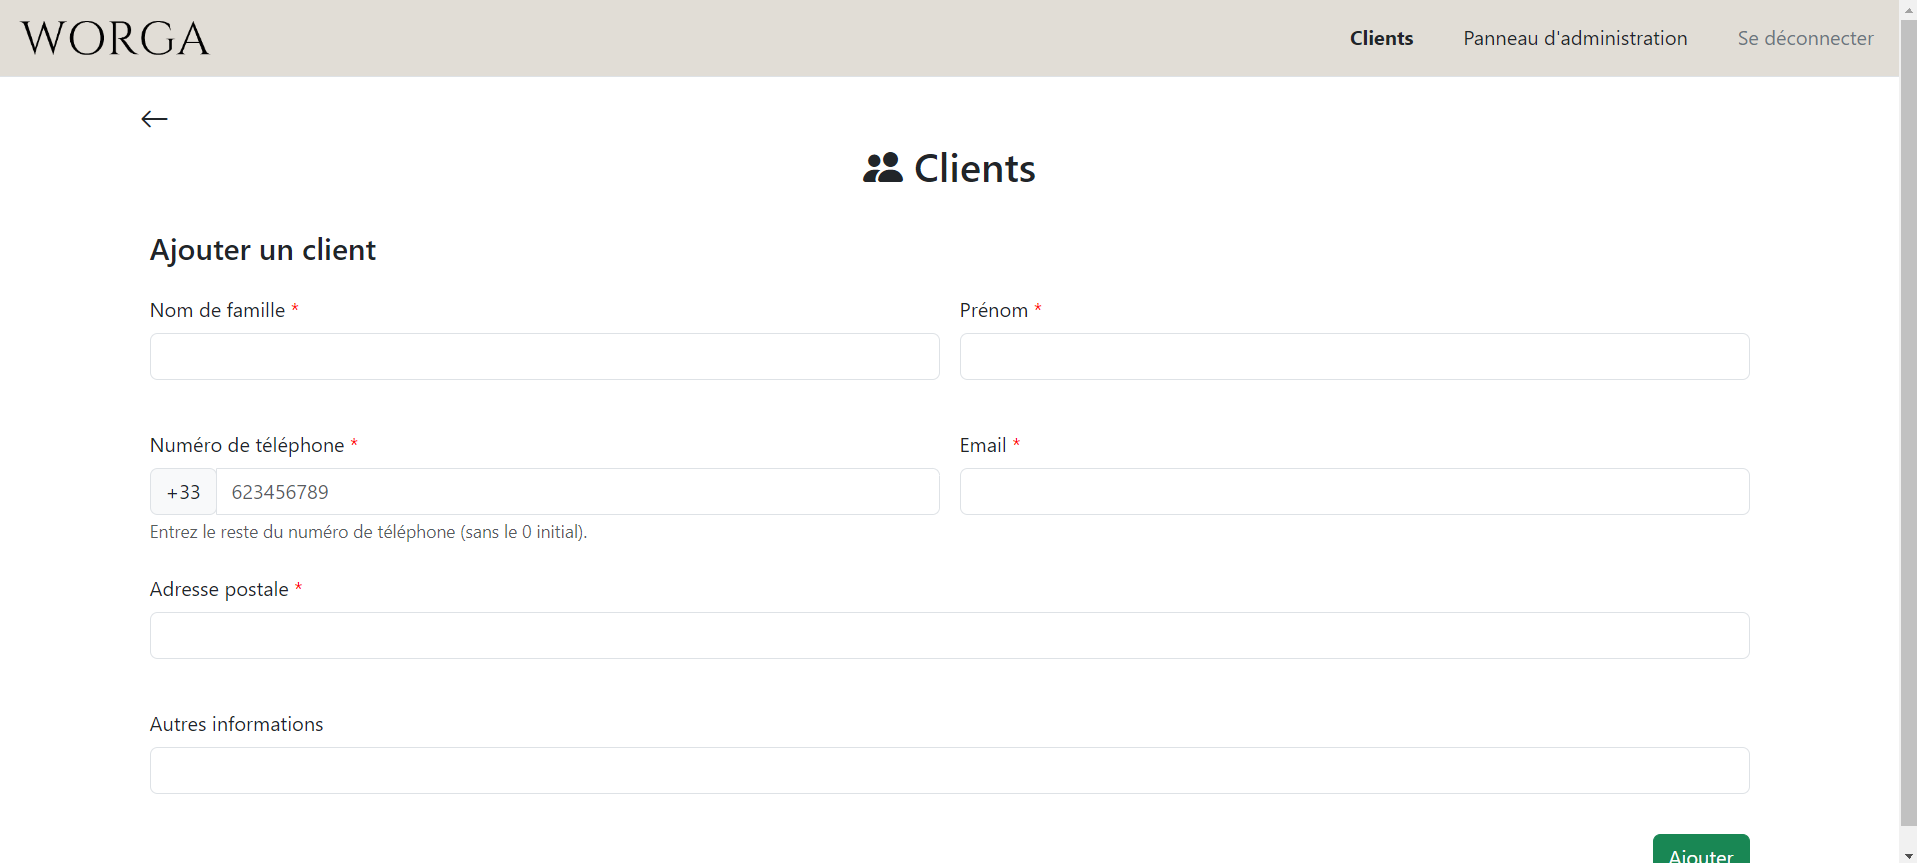 WORGA Clients Panneau d'administration Se déconnecter
Clients
Ajouter un client
Nom de famille * Prénom *
Numéro de téléphone * Email *
+33 623456789
Entrez le reste du numéro de téléphone (sans le 0 initial).
Adresse postale *
Autres informations
Ajouter